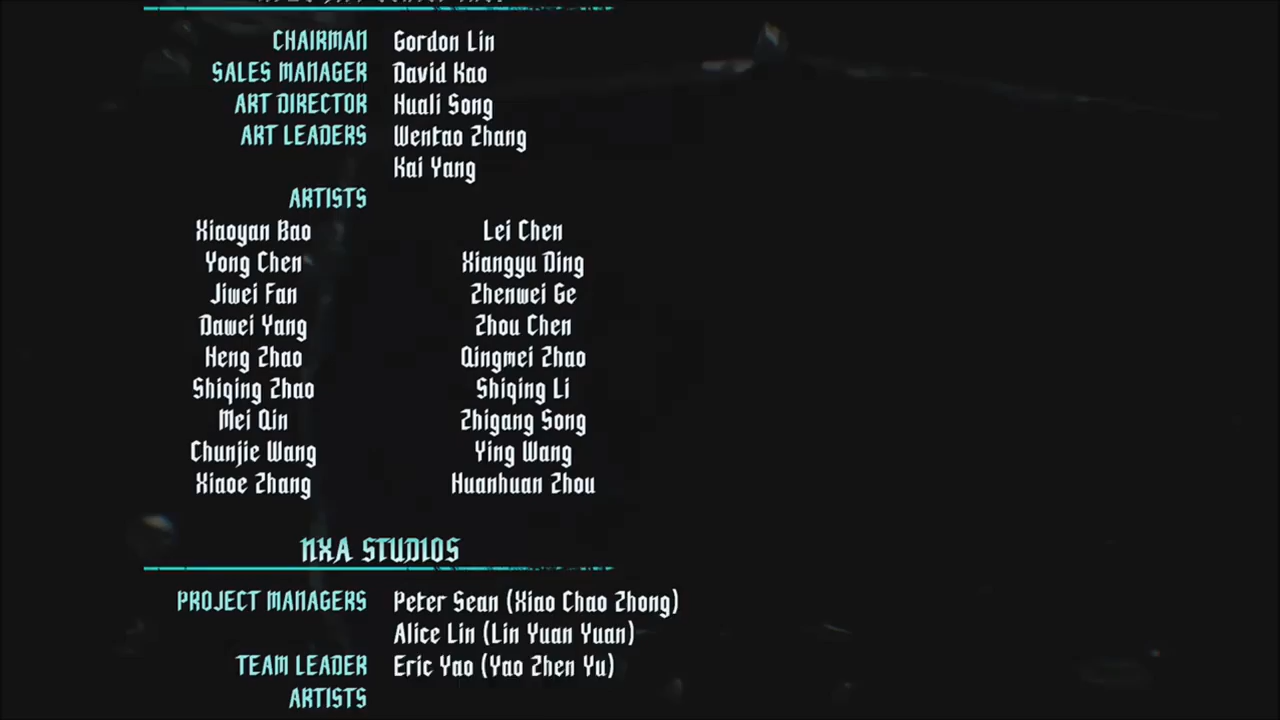 CHAIRMAN Gordon Lin
SALES MANAGER David Kao
ART DIRECTOR Huali Song
ART LEADERS Wentao Zhang
Kai Yang
ARTISTS
Xiaoyan Bao Lei Chen
Yong Chen Xiangyu Ding
Jiwei Fan Zhenwei Ge
Dawei Yang Zhou Chen
Heng Zhao Qingmei Zhao
Shiqing Zhao Shiqing Li
Mei Qin Zhigang Song
Chunjie Wang Ying Wang
Xiaoe Zhang Huanhuan Zhou
NXA STUDIOS
PROJECT MANAGERS Peter Sean (Xiao Chao Zhong)
Alice Lin (Lin Yuan Yuan)
TEAM LEADER Eric Yao (Yao Zhen Yu)
ARTISTS